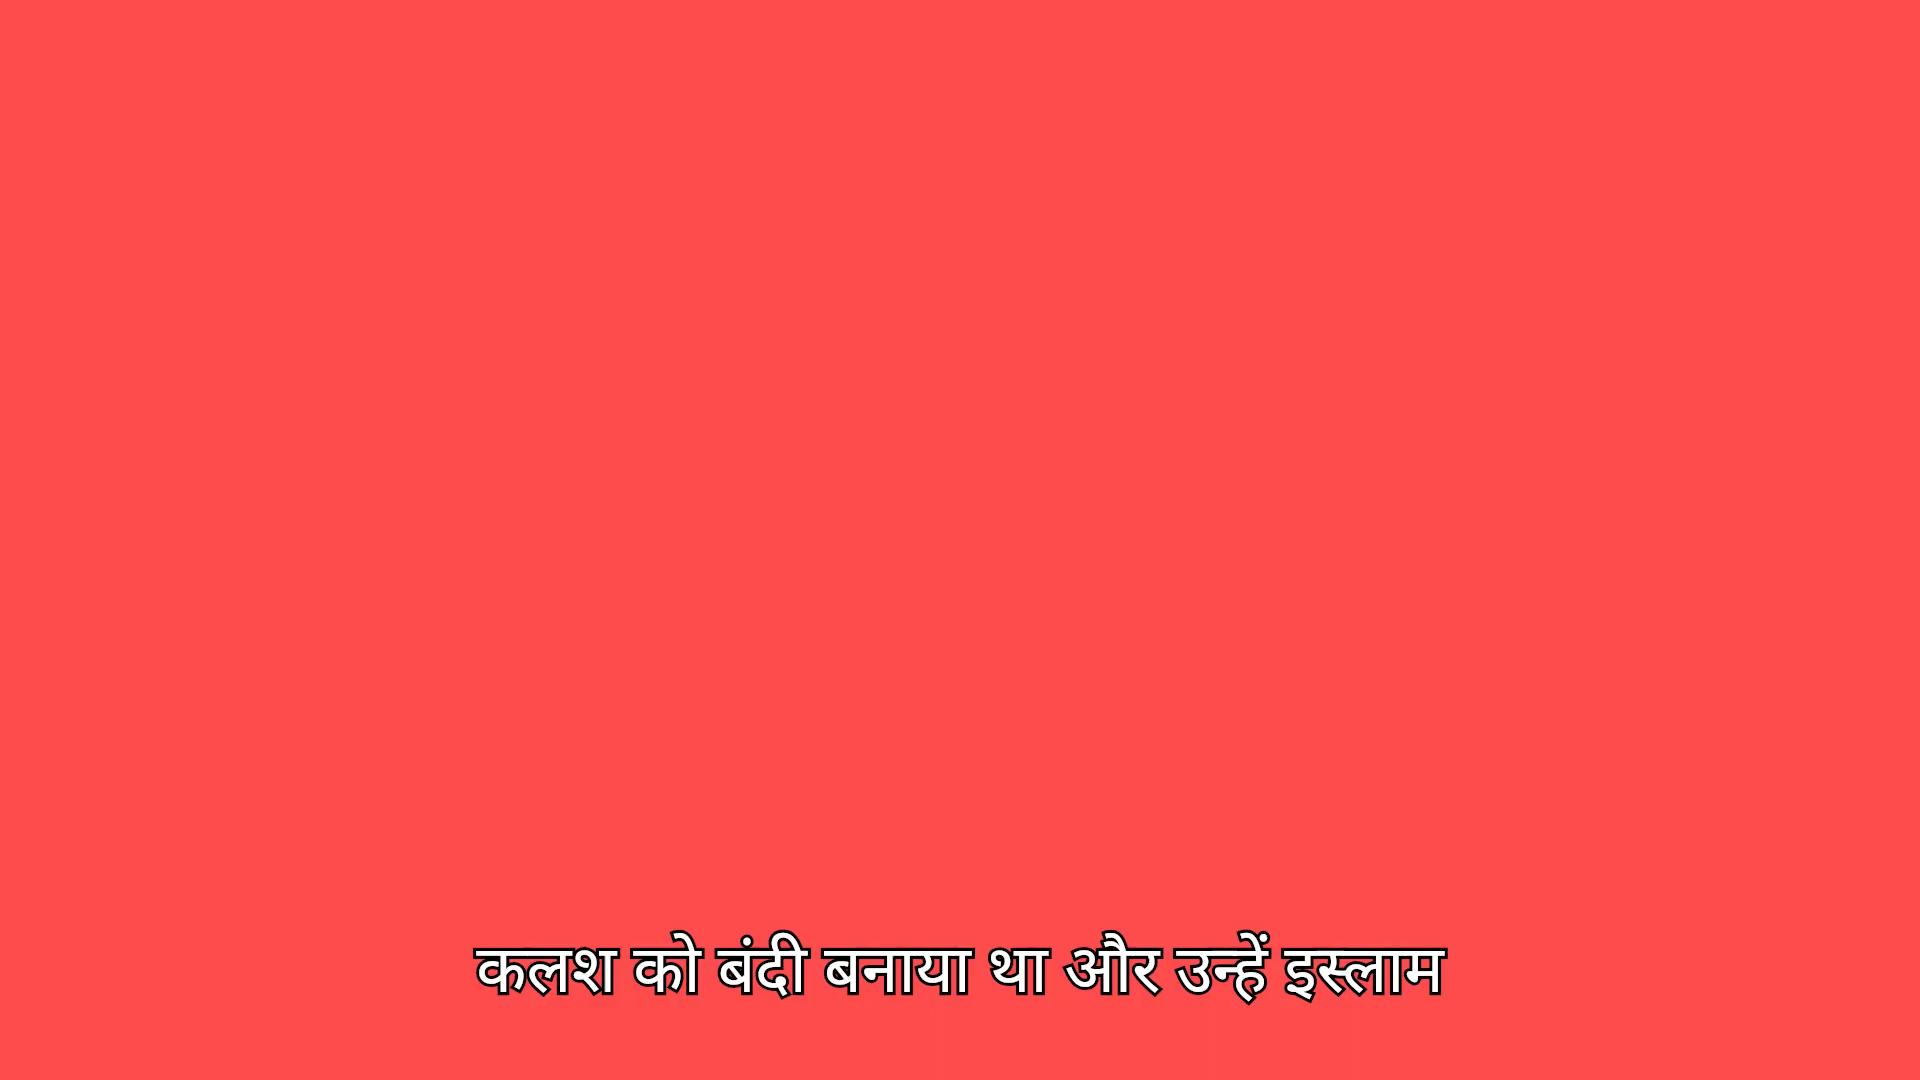 कलश को बंदी बनाया था और उन्हें इस्लाम